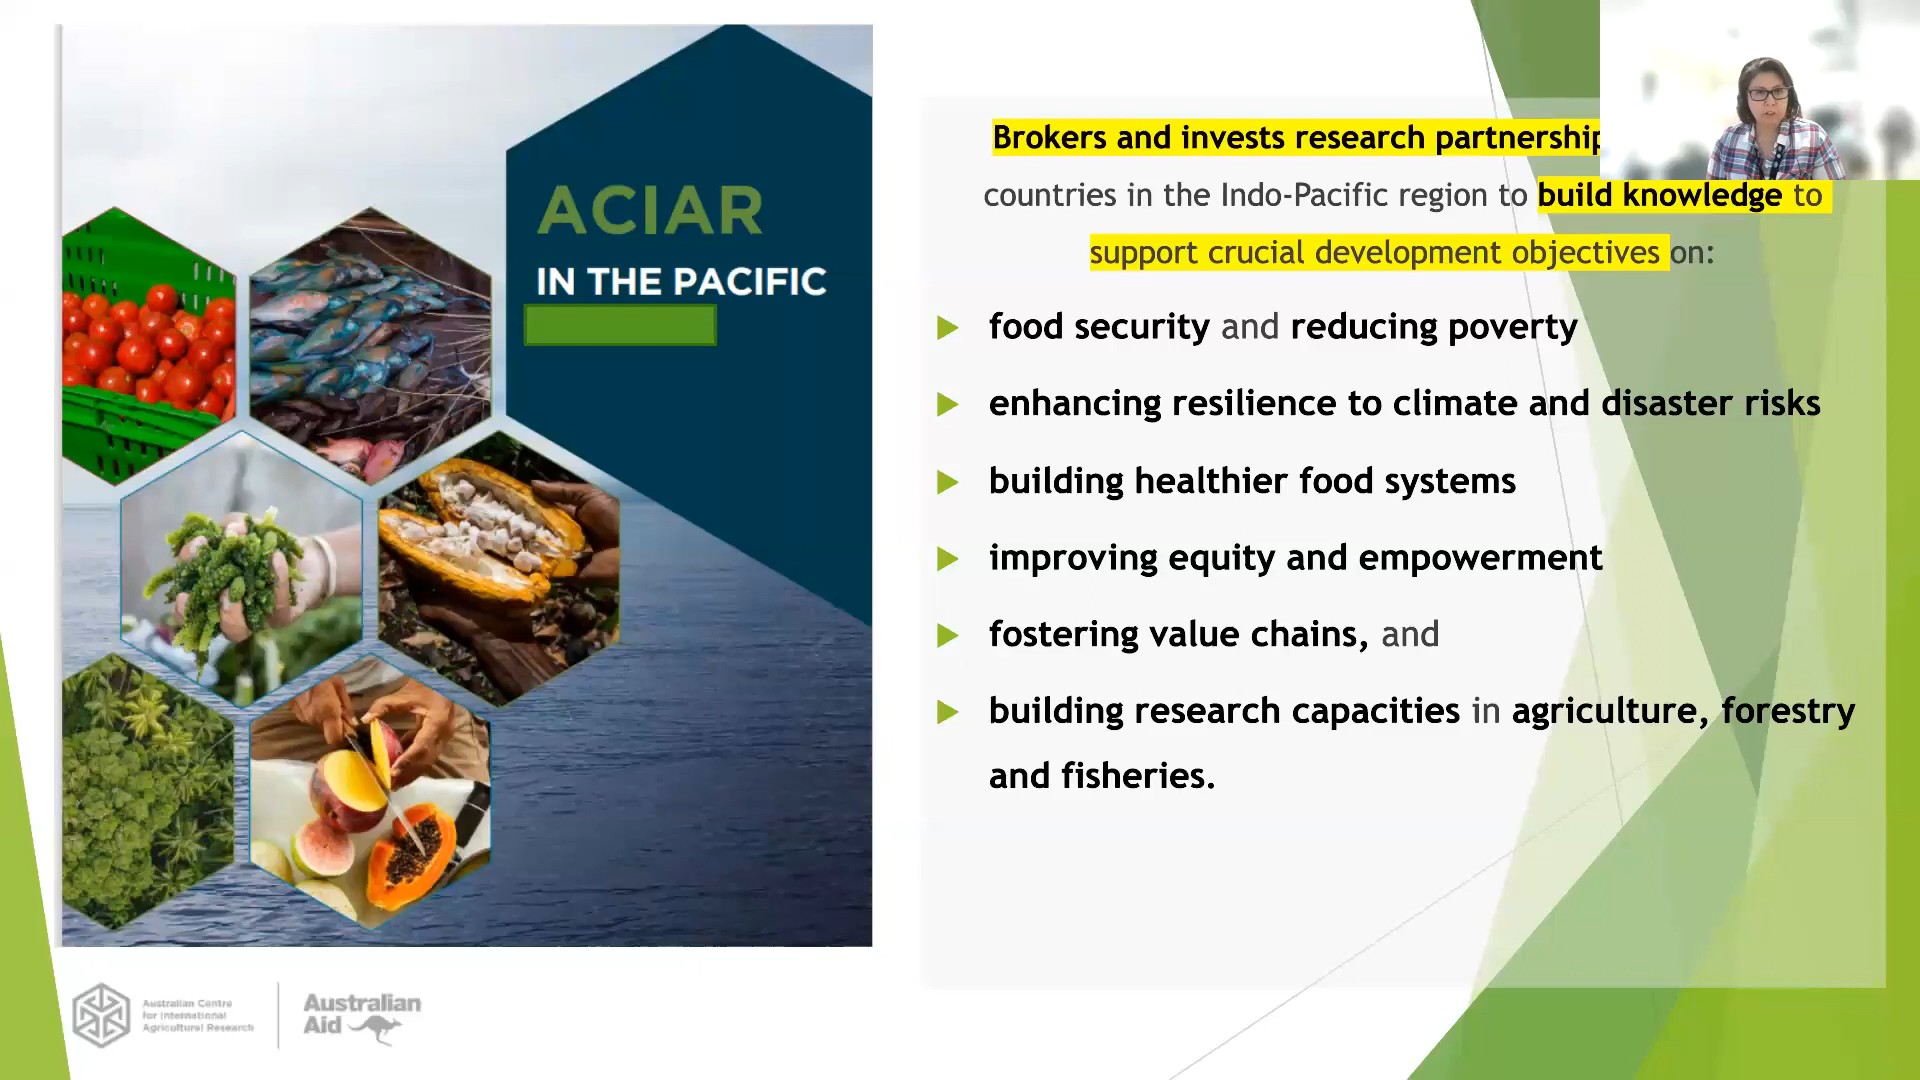 ACIAR
IN THE PACIFIC
Brokers and invests research
countries in the Indo-Pacific region to build knowledge to
support crucial development objectives on:
food security and reducing poverty
enhancing resilience to climate and disaster risks
building healthier food systems
improving equity and empowerment
fostering value chains, and
building research capacities in agriculture, forestry
and fisheries.
Australian Centre
for International
Agricultural Research
Australian
Aid